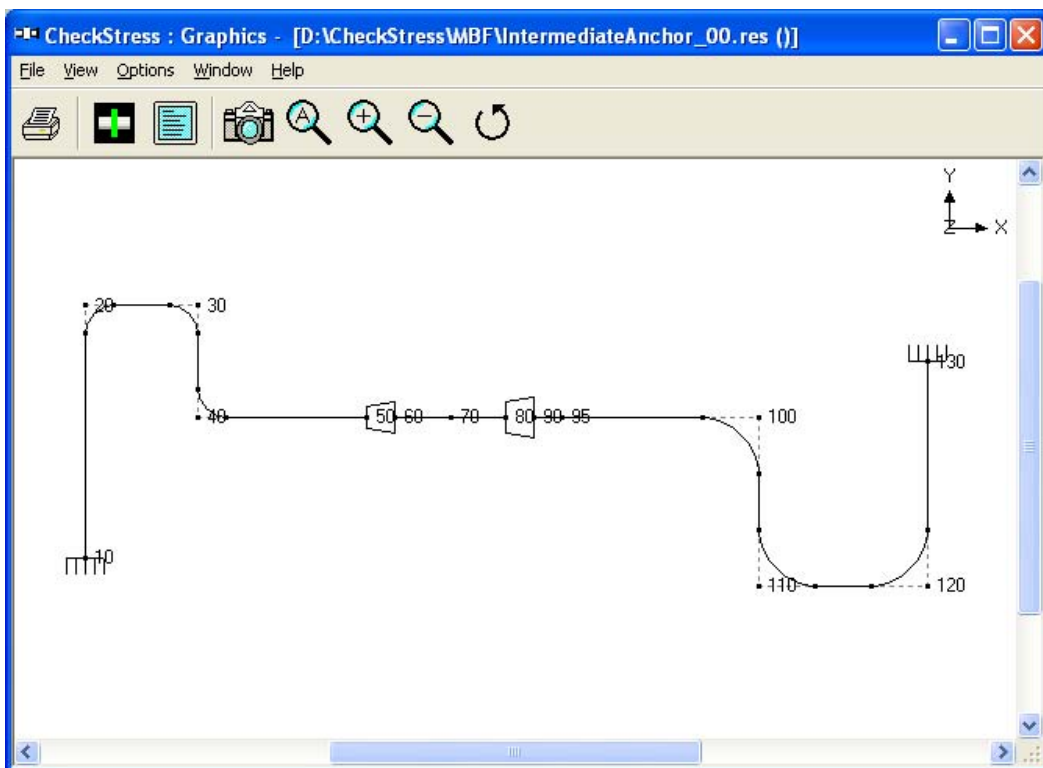 CheckStress : Graphics - [D:\CheckStress\MBF\IntermediateAnchor_00.res ()]
File View Options Window Help
A
Y
Z X
20 30
130
40 50 60 70 80 90 95 100
10
110 120